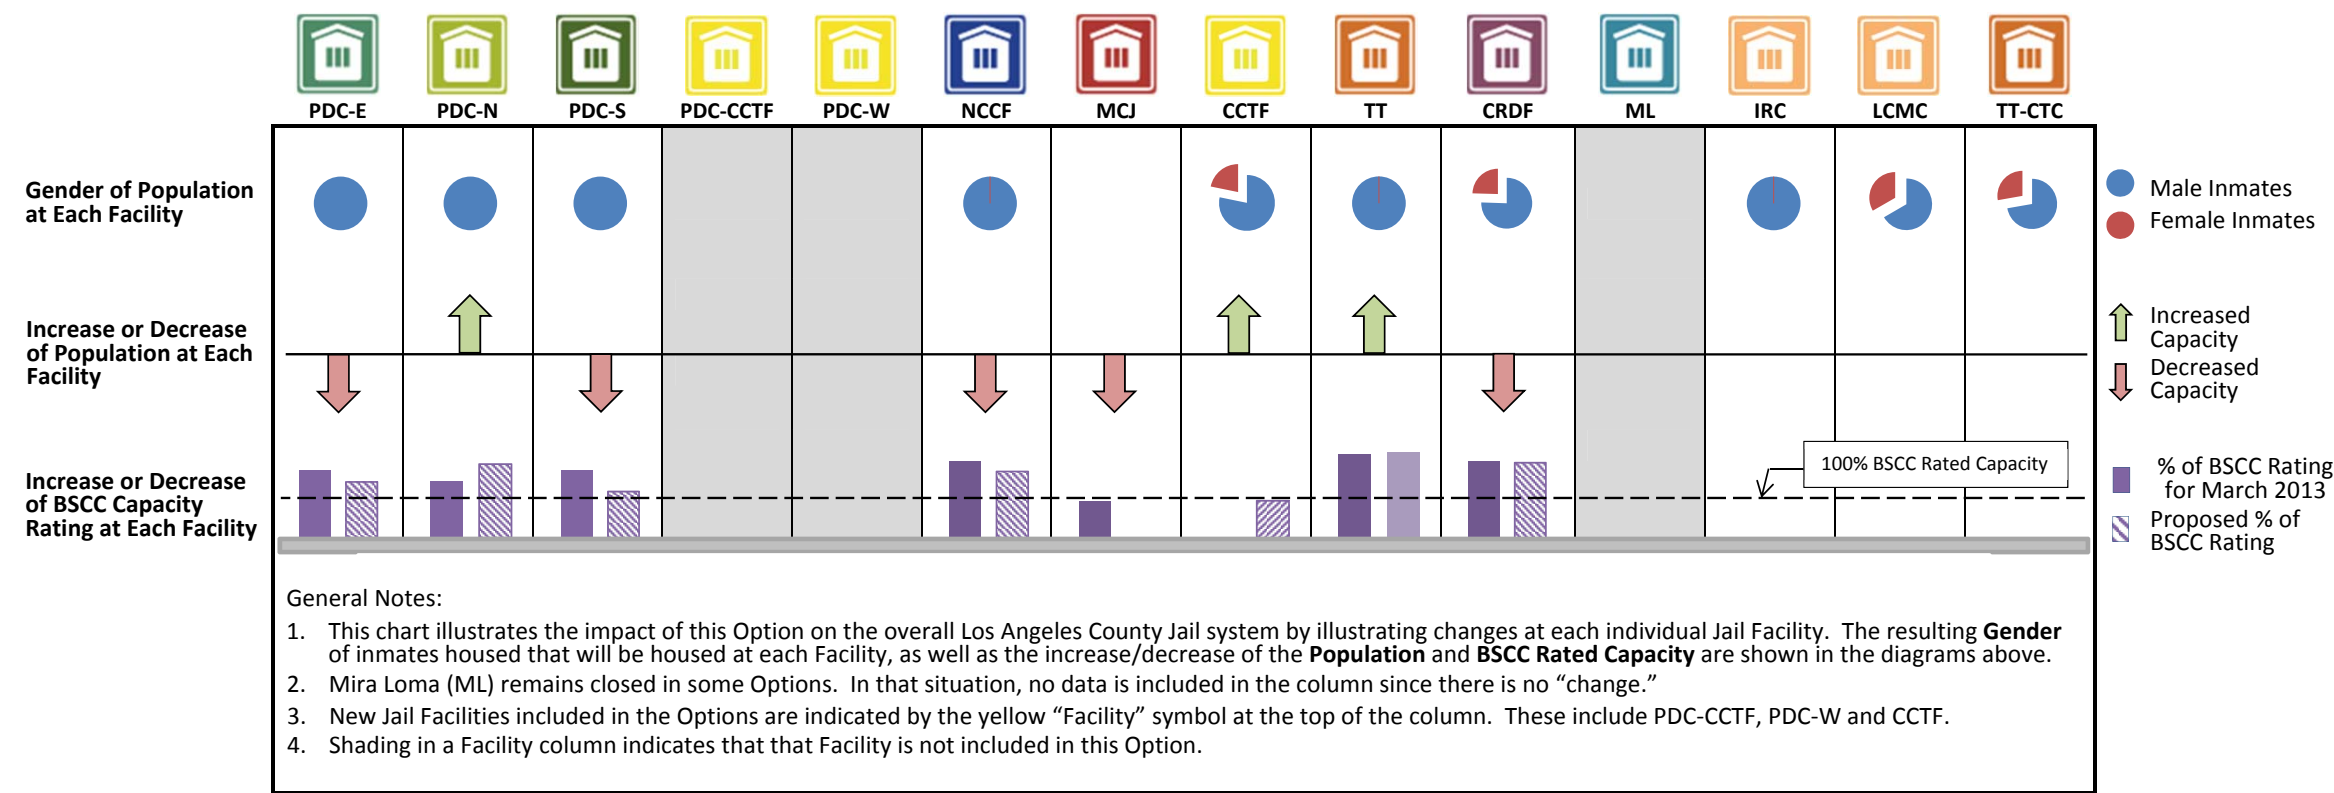 PDC-E PDC-N PDC-S PDC-CCTF PDC-W NCCF MCJ CCTF TT CRDF ML IRC LCMC TT-CTC
Gender of Population
at Each Facility
Male Inmates
Female Inmates
Increase or Decrease
of Population at Each
Facility
Increased
Capacity
Decreased
Capacity
Increase or Decrease
of BSCC Capacity
Rating at Each Facility
100% BSCC Rated Capacity
% of BSCC Rating
for March 2013
Proposed % of
BSCC Rating
General Notes:
1. This chart illustrates the impact of this Option on the overall Los Angeles County Jail system by illustrating changes at each individual Jail Facility. The resulting Gender
of inmates housed that will be housed at each Facility, as well as the increase/decrease of the Population and BSCC Rated Capacity are shown in the diagrams above.
2. Mira Loma (ML) remains closed in some Options. In that situation, no data is included in the column since there is no “change.”
3. New Jail Facilities included in the Options are indicated by the yellow “Facility” symbol at the top of the column. These include PDC-CCTF, PDC-W and CCTF.
4. Shading in a Facility column indicates that that Facility is not included in this Option.